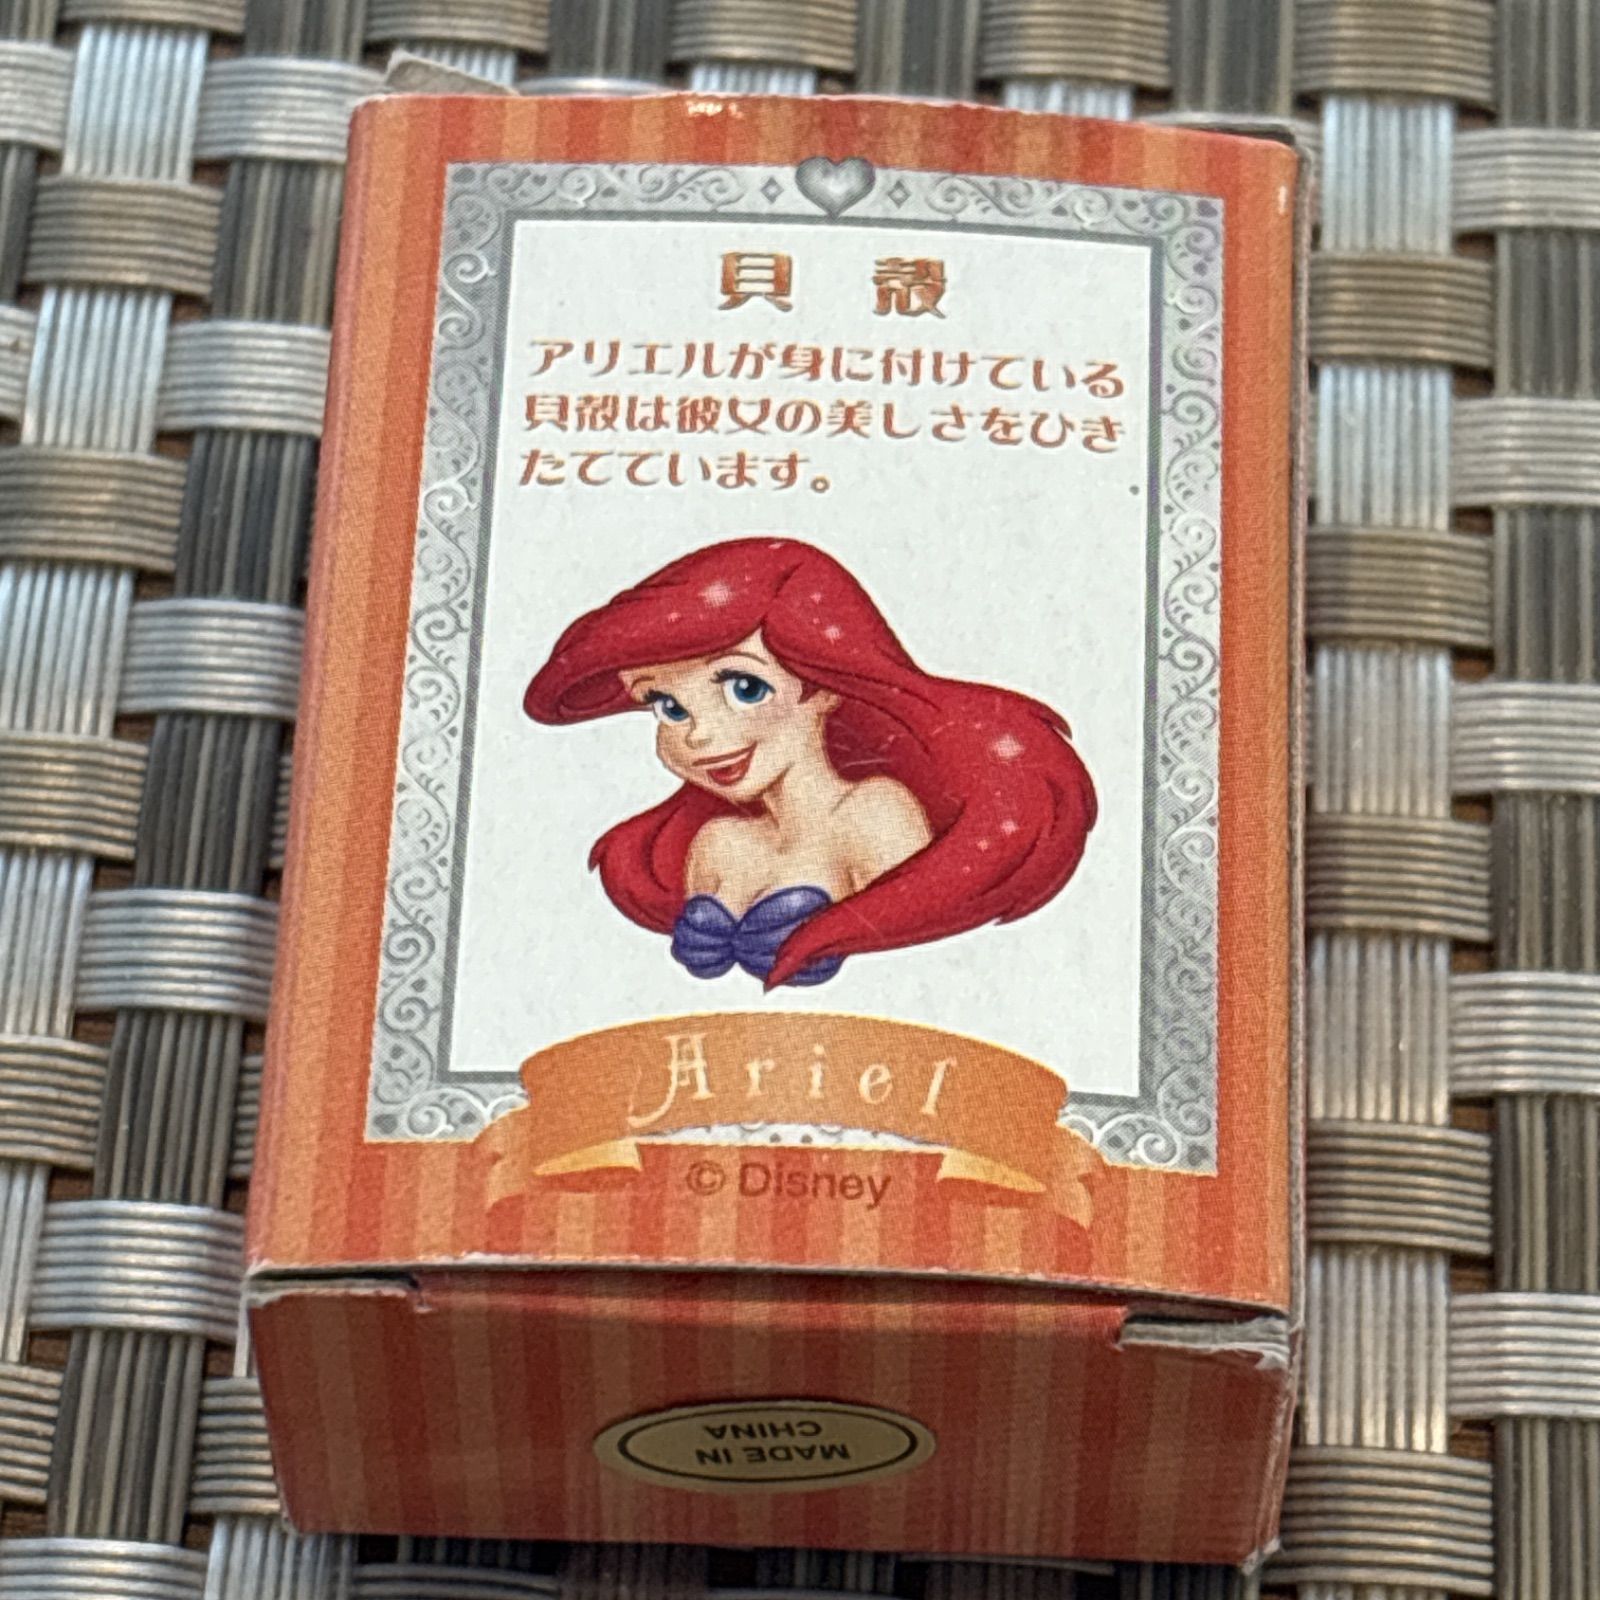 貝 殻
アリエルが身に付けている
貝殻は彼女の美しさをひき
たてています。
Ariel
© Disney
MADE IN
CHINA